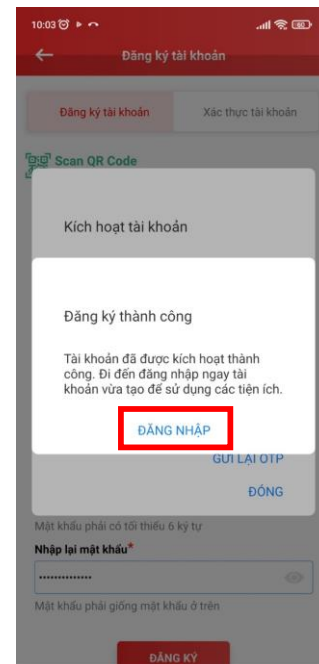 10:03
90
Đăng ký tài khoản
Đăng ký tài khoản
Xác thực tài khoản
Scan QR Code
Kích hoạt tài khoản
Đăng ký thành công
Tài khoản đã được kích hoạt thành
công. Đi đến đăng nhập ngay tài
khoản vừa tạo để sử dụng các tiện ích.
ĐĂNG NHẬP
GỬI LẠI OTP
ĐÓNG
Mật khẩu phải có tối thiểu 6 ký tự
Nhập lại mật khẩu*
Mật khẩu phải giống mật khẩu ở trên
ĐĂNG KÝ